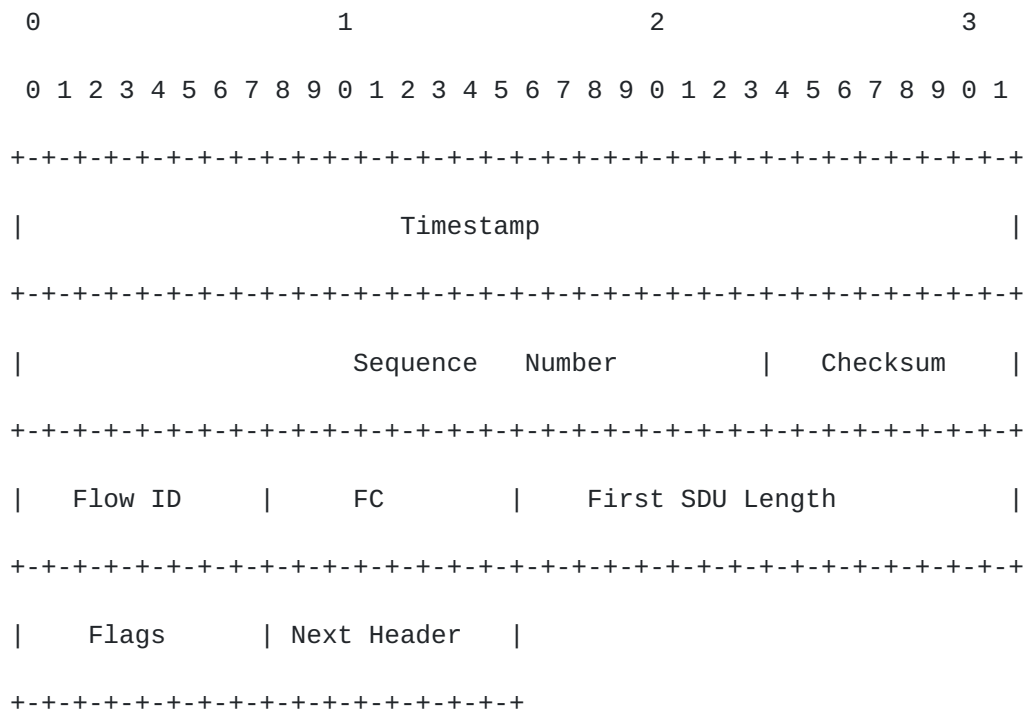 0                   1                   2                   3
 0 1 2 3 4 5 6 7 8 9 0 1 2 3 4 5 6 7 8 9 0 1 2 3 4 5 6 7 8 9 0 1
+-+-+-+-+-+-+-+-+-+-+-+-+-+-+-+-+-+-+-+-+-+-+-+-+-+-+-+-+-+-+-+-+
|                        Timestamp                              |
+-+-+-+-+-+-+-+-+-+-+-+-+-+-+-+-+-+-+-+-+-+-+-+-+-+-+-+-+-+-+-+-+
|                     Sequence   Number         |   Checksum    |
+-+-+-+-+-+-+-+-+-+-+-+-+-+-+-+-+-+-+-+-+-+-+-+-+-+-+-+-+-+-+-+-+
|   Flow ID     |     FC        |    First SDU Length           |
+-+-+-+-+-+-+-+-+-+-+-+-+-+-+-+-+-+-+-+-+-+-+-+-+-+-+-+-+-+-+-+-+
|    Flags      | Next Header   |
+-+-+-+-+-+-+-+-+-+-+-+-+-+-+-+-+